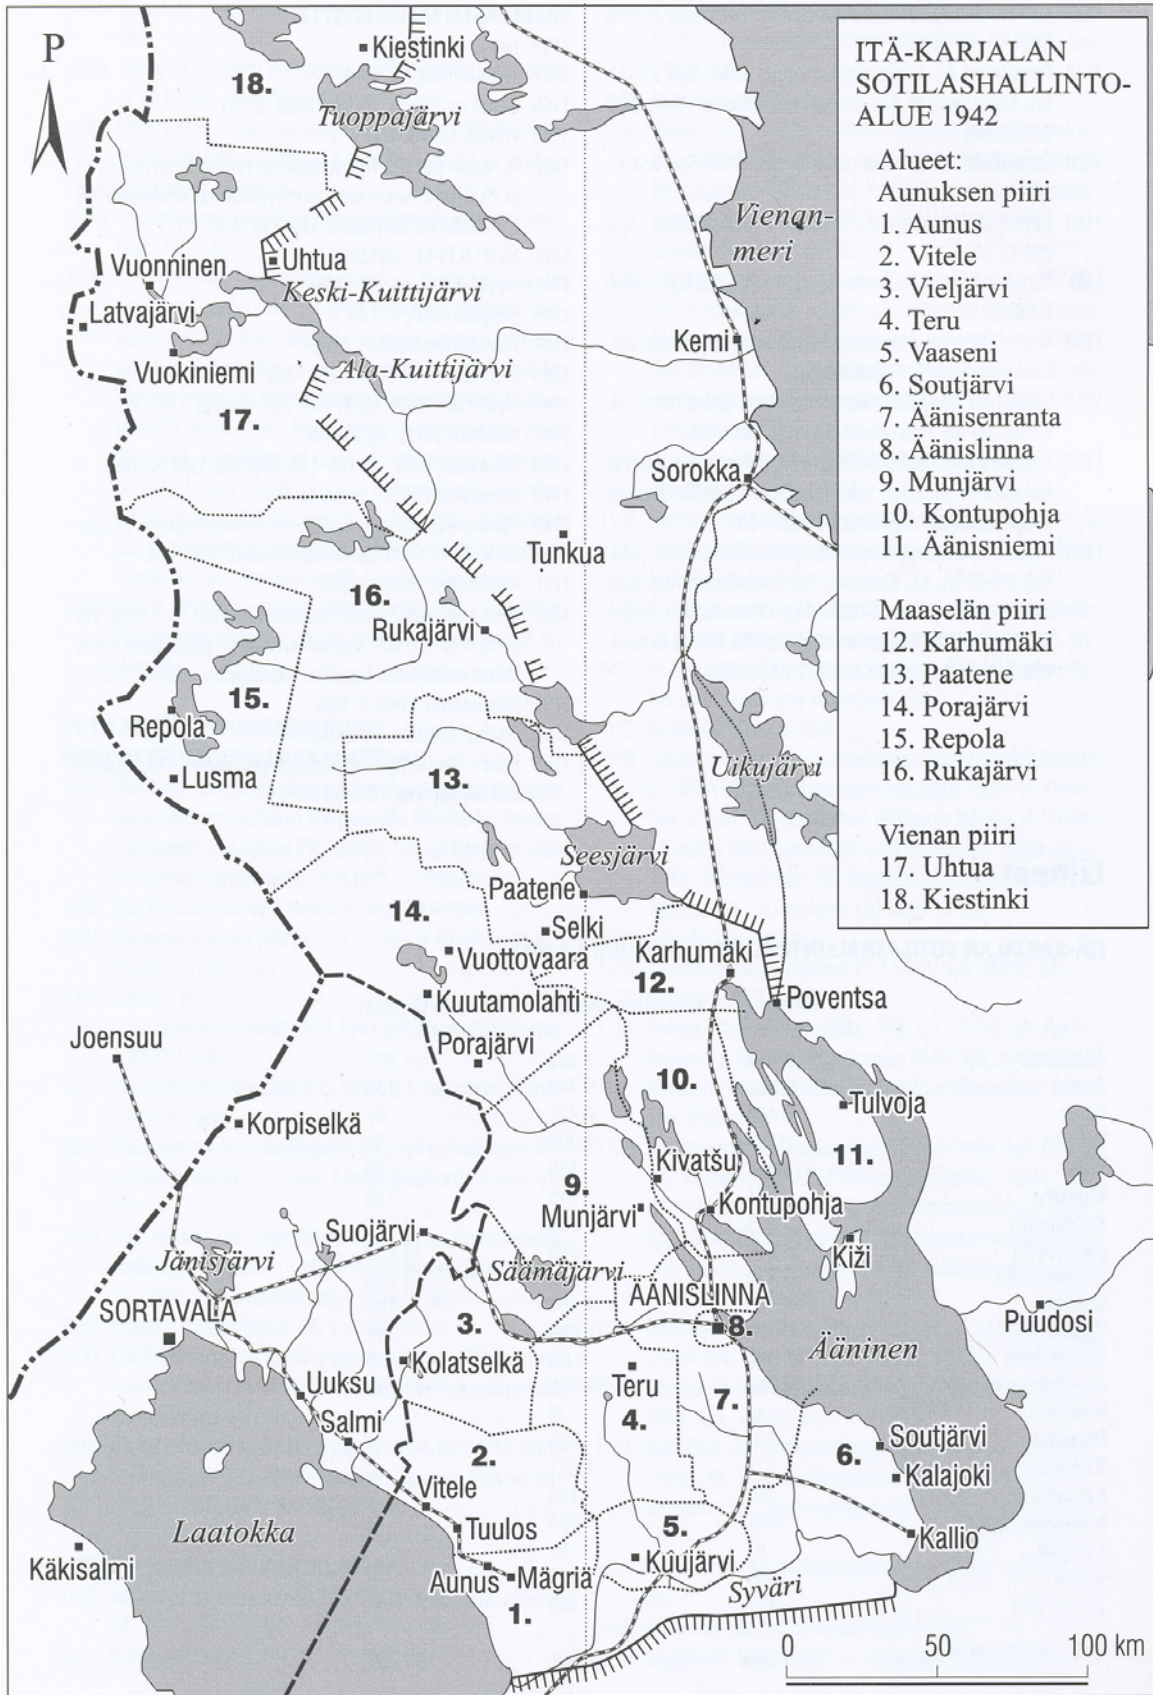 P
ITÄ-KARJALAN
SOTILASHALLINTO-
ALUE 1942
Alueet:
Aunuksen piiri
1. Aunus
2. Vitele
3. Vieljärvi
4. Teru
5. Vaaseni
6. Soutjärvi
7. Äänisenranta
8. Äänislinna
9. Munjärvi
10. Kontupohja
11. Äänisniemi
Maaselän piiri
12. Karhumäki
13. Paatene
14. Porajärvi
15. Repola
16. Rukajärvi
Vienan piiri
17. Uhtua
18. Kiestinki
Kiestinki
18.
Tuoppajärvi
Vienan-
meri
Uhtua
Vuonninen
Keski-Kuittijärvi
Latvajärvi
Kemi
Vuokiniemi
Ala-Kuittijärvi
17.
Sorokka
Tunkua
16.
Rukajärvi
15.
Repola
Lusma
13.
Uikujärvi
Seesjärvi
Paatene
14.
Selki
Vuottovaara
Karhumäki
12.
Kuutamolahti
Poventsa
Joensuu
Porajärvi
10.
Tulvoja
Korpiselkä
11.
Kivatšu
9.
Munjärvi
Kontupohja
Suojärvi
Kiži
Jänisjärvi
Säämäjärvi
ÄÄNISLINNA
SORTAVALA
3.
8.
Puudosi
Ääninen
Kolatselkä
Teru
7.
Uuksu
4.
Salmi
2.
6.
Soutjärvi
Kalajoki
Vitele
Laatokka
Tuulos
5.
Kallio
Käkisalmi
Kuujärvi
Aunus
Mägriä
Syväri
1.
0
50
100 km